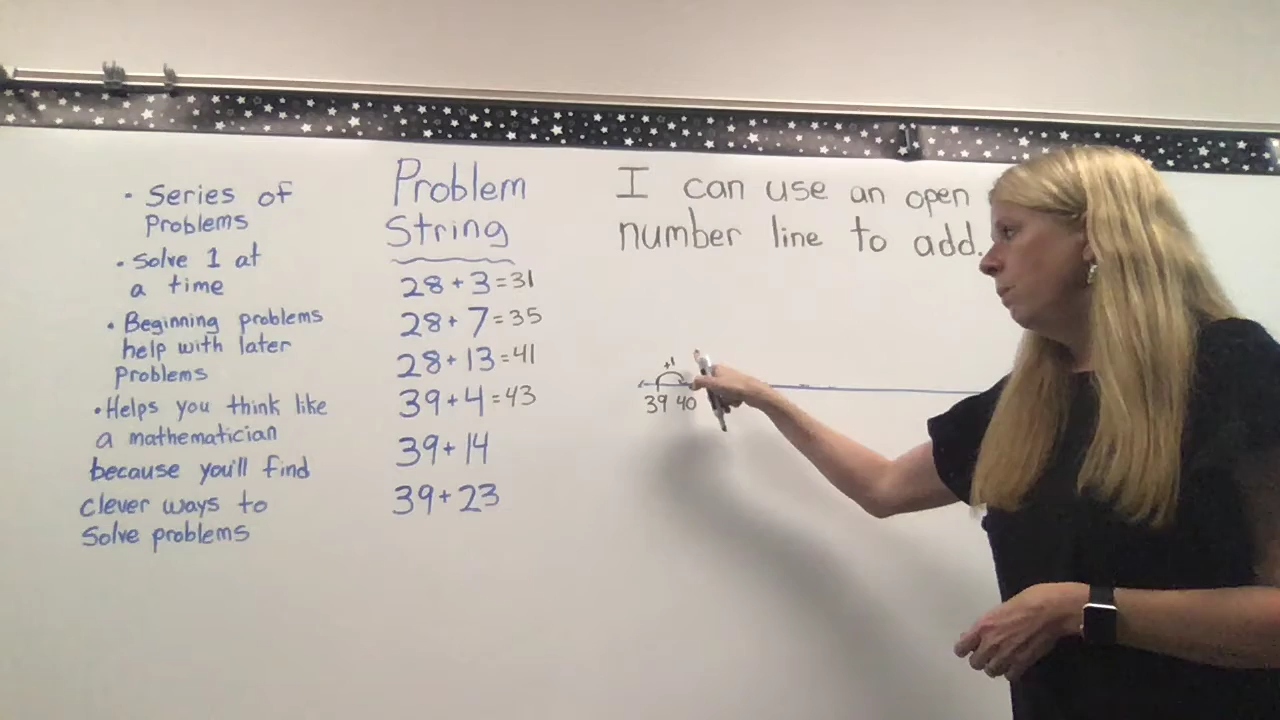 • Series of
Problems
• Solve 1 at
a time
• Beginning problems
help with later
Problems
• Helps you think like
a mathematician
because you'll find
clever ways to
Solve problems
Problem
String
28 + 3 = 31
28 + 7 = 35
28 + 13 = 41
39 + 4 = 43
39 + 14
39 + 23
I can use an open
number line to add.
+1
39 40